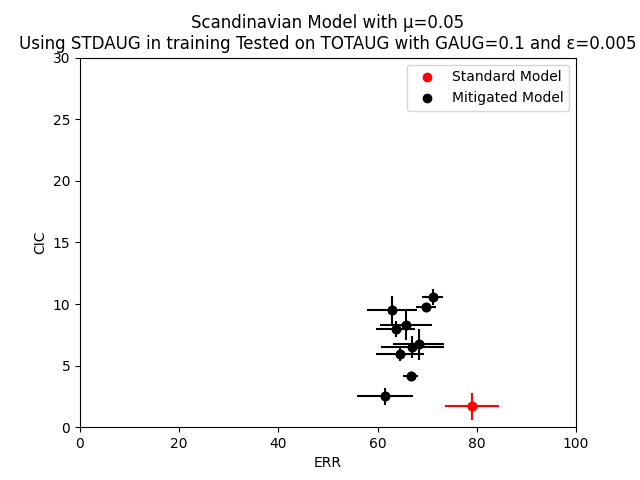 Scandinavian Model with μ=0.05
Using STDAUG in training Tested on TOTAUG with GAUG=0.1 and ε=0.005
Standard Model
Mitigated Model
30
25
20
15
10
5
0
CIC
0 20 40 60 80 100
ERR